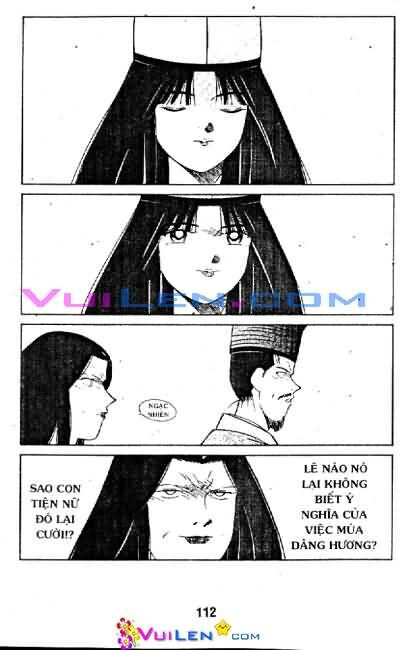 VuiLen.com
NGẠC
NHIÊN
SAO CON
TIỆN NỮ
ĐÓ LẠI
CƯỜI!?
LẼ NÀO NÓ
LẠI KHÔNG
BIẾT Ý
NGHĨA CỦA
VIỆC MÚA
DÂNG HƯƠNG?
112
VuiLen.com